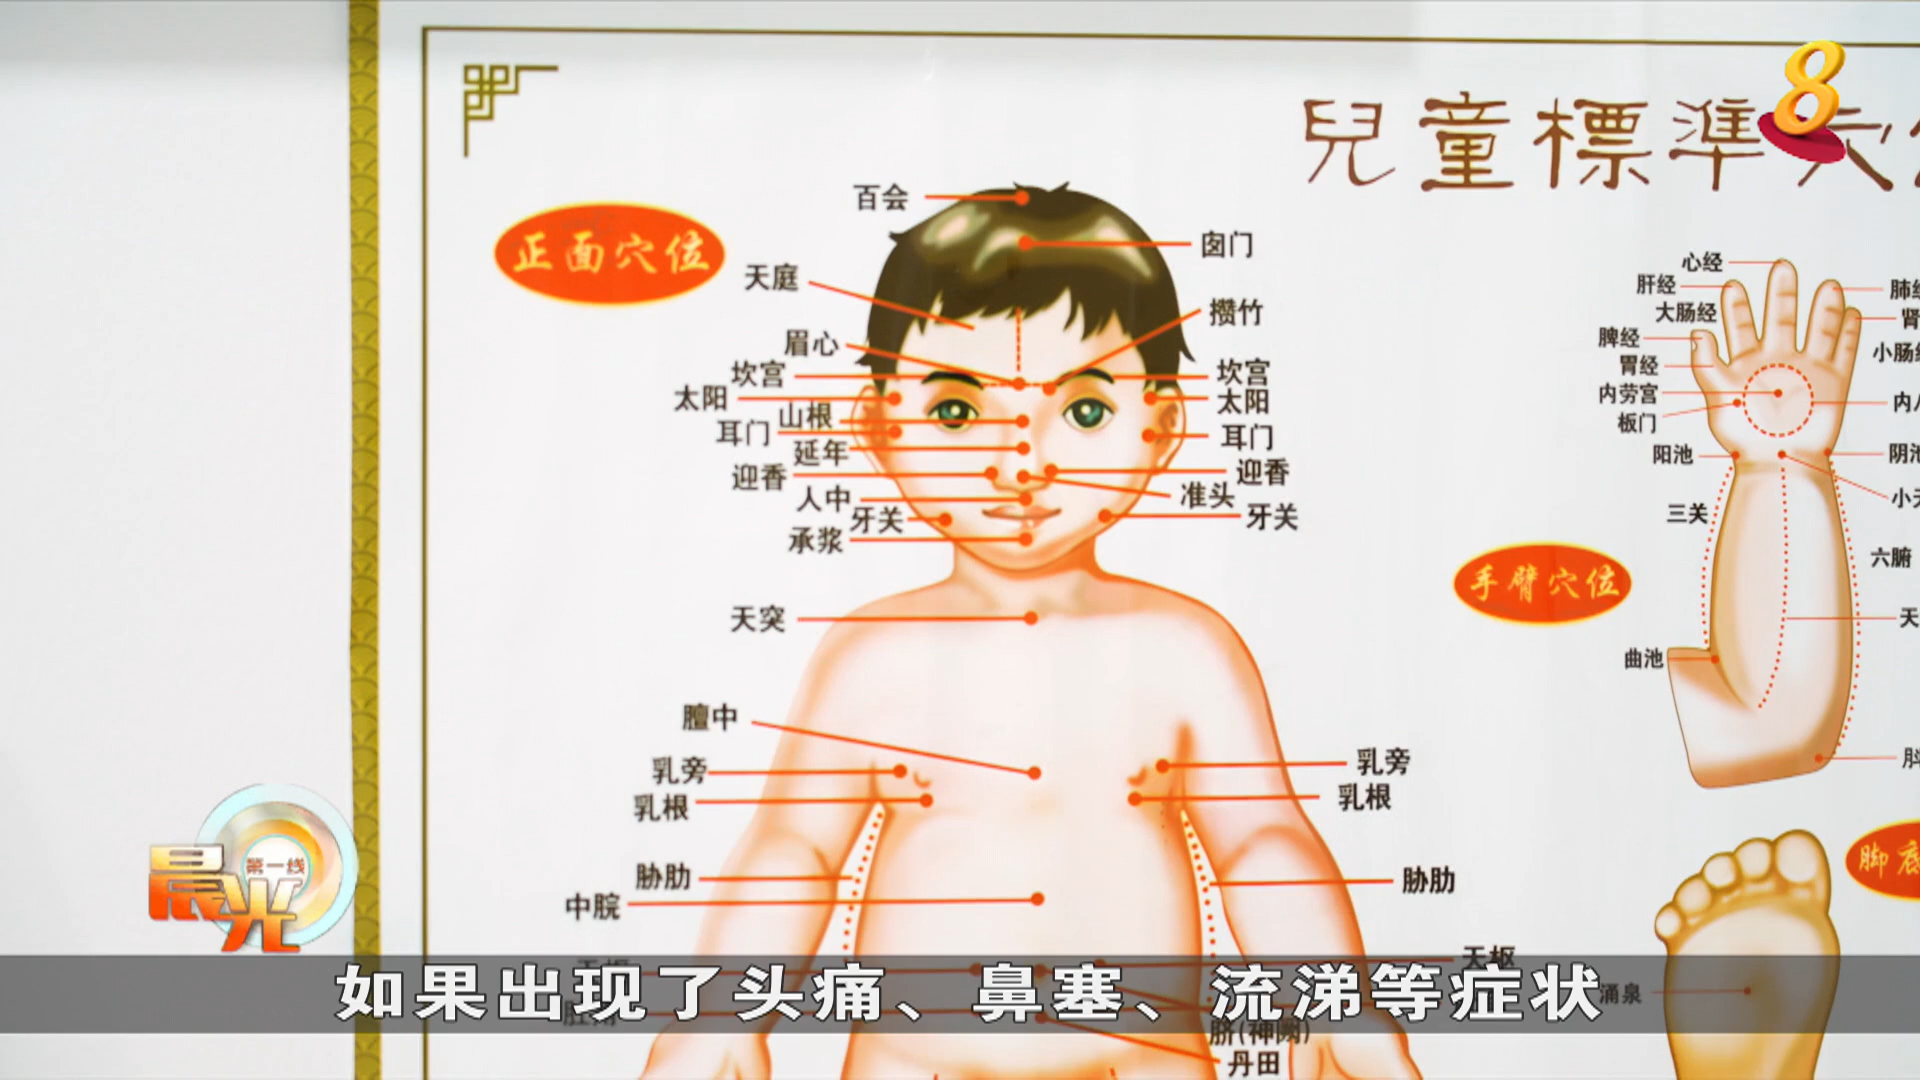 8
兒童標準穴
正面穴位
百会
囟门
天庭
攒竹
眉心
坎宫
坎宫
太阳
太阳
山根
耳门
耳门
延年
迎香
迎香
人中
准头
牙关
牙关
承浆
天突
膻中
乳旁
乳旁
乳根
乳根
胁肋
胁肋
中脘
天枢
脐(神阙)
丹田
心经
肝经
大肠经
脾经
胃经
内劳宫
板门
阳池
三关
曲池
小肠
六腑
手臂穴位
涌泉
晨光
第一线
如果出现了头痛、鼻塞、流涕等症状